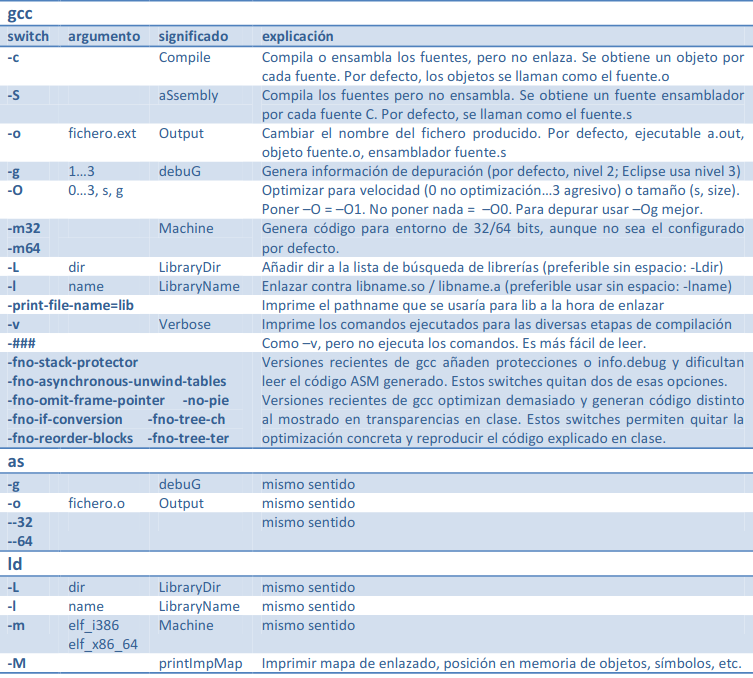 gcc
switch argumento significado explicación
-c Compile Compila o ensambla los fuentes, pero no enlaza. Se obtiene un objeto por
cada fuente. Por defecto, los objetos se llaman como el fuente.o
-S aSsembly Compila los fuentes pero no ensambla. Se obtiene un fuente ensamblador
por cada fuente C. Por defecto, se llaman como el fuente.s
-o fichero.ext Output Cambiar el nombre del fichero producido. Por defecto, ejecutable a.out,
objeto fuente.o, ensamblador fuente.s
-g 1…3 debuG Genera información de depuración (por defecto, nivel 2; Eclipse usa nivel 3)
-O 0…3, s, g Optimizar para velocidad (0 no optimización…3 agresivo) o tamaño (s, size).
Poner –O = –O1. No poner nada = –O0. Para depurar usar –Og mejor.
-m32 Machine Genera código para entorno de 32/64 bits, aunque no sea el configurado
-m64 por defecto.
-L dir LibraryDir Añadir dir a la lista de búsqueda de librerías (preferible sin espacio: -Ldir)
-l name LibraryName Enlazar contra libname.so / libname.a (preferible usar sin espacio: -lname)
-print-file-name=lib Imprime el pathname que se usaría para lib a la hora de enlazar
-v Verbose Imprime los comandos ejecutados para las diversas etapas de compilación
-### Como –v, pero no ejecuta los comandos. Es más fácil de leer.
-fno-stack-protector Versiones recientes de gcc añaden protecciones o info.debug y dificultan
-fno-asynchronous-unwind-tables leer el código ASM generado. Estos switches quitan dos de esas opciones.
-fno-omit-frame-pointer -no-pie Versiones recientes de gcc optimizan demasiado y generan código distinto
-fno-if-conversion -fno-tree-ch al mostrado en transparencias en clase. Estos switches permiten quitar la
-fno-reorder-blocks -fno-tree-ter optimización concreta y reproducir el código explicado en clase.
as
-g debuG mismo sentido
-o fichero.o Output mismo sentido
--32 mismo sentido
--64
ld
-L dir LibraryDir mismo sentido
-l name LibraryName mismo sentido
-m elf_i386 Machine mismo sentido
elf_x86_64
-M printImpMap Imprimir mapa de enlazado, posición en memoria de objetos, símbolos, etc.